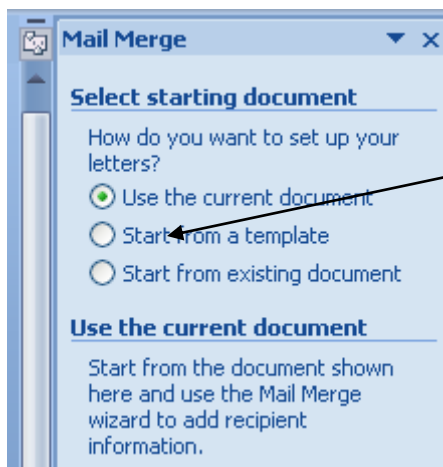 Mail Merge
Select starting document
How do you want to set up your
letters?
Use the current document
Start from a template
Start from existing document
Use the current document
Start from the document shown
here and use the Mail Merge
wizard to add recipient
information.